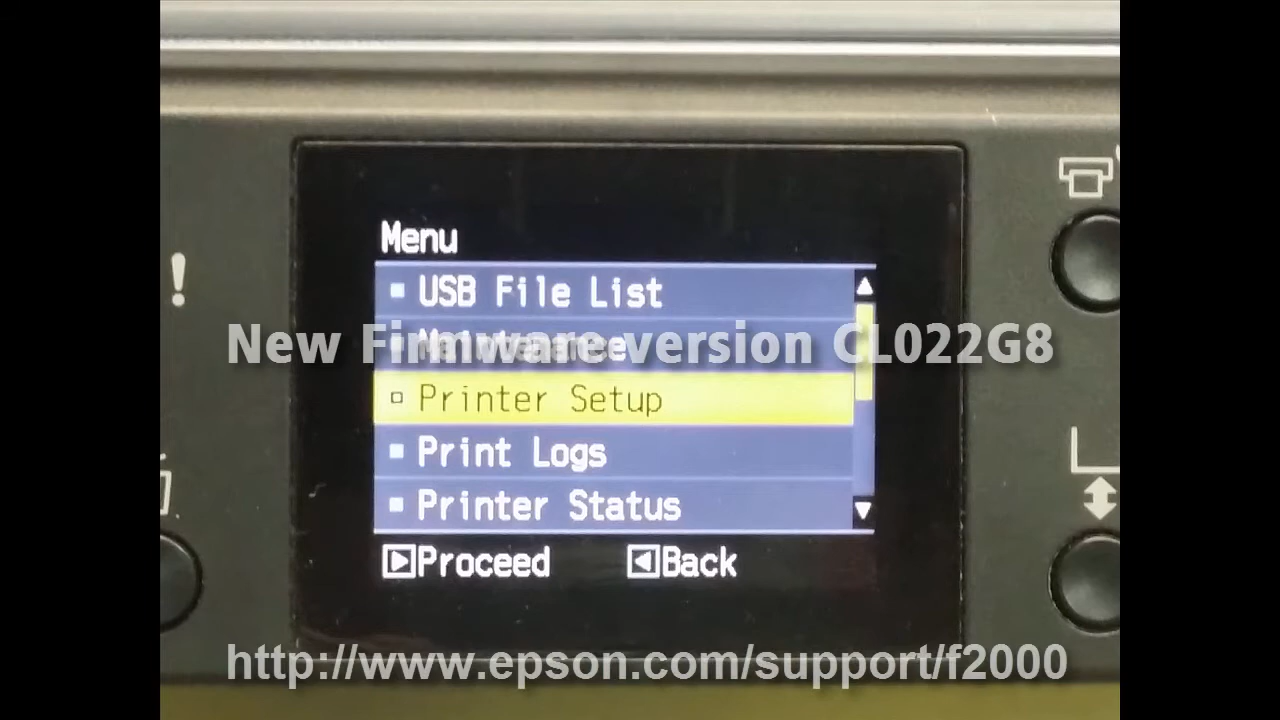 Menu
USB File List
Maintenance
New Firmware version CL022G8
Printer Setup
Print Logs
Printer Status
Proceed Back
http://www.epson.com/support/f2000